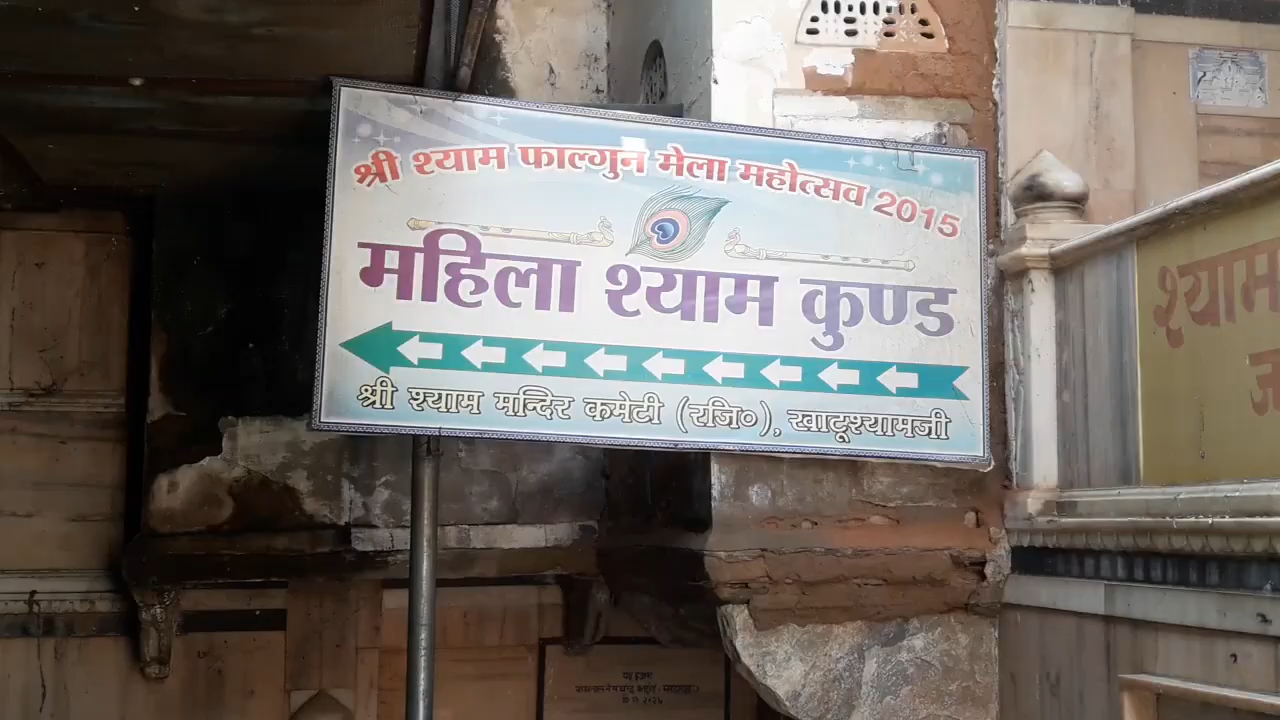 श्री श्याम फाल्गुन मेला महोत्सव 2015
महिला श्याम कुण्ड
श्री श्याम मन्दिर कमेटी (रजि०), खाटूश्यामजी
श्याम